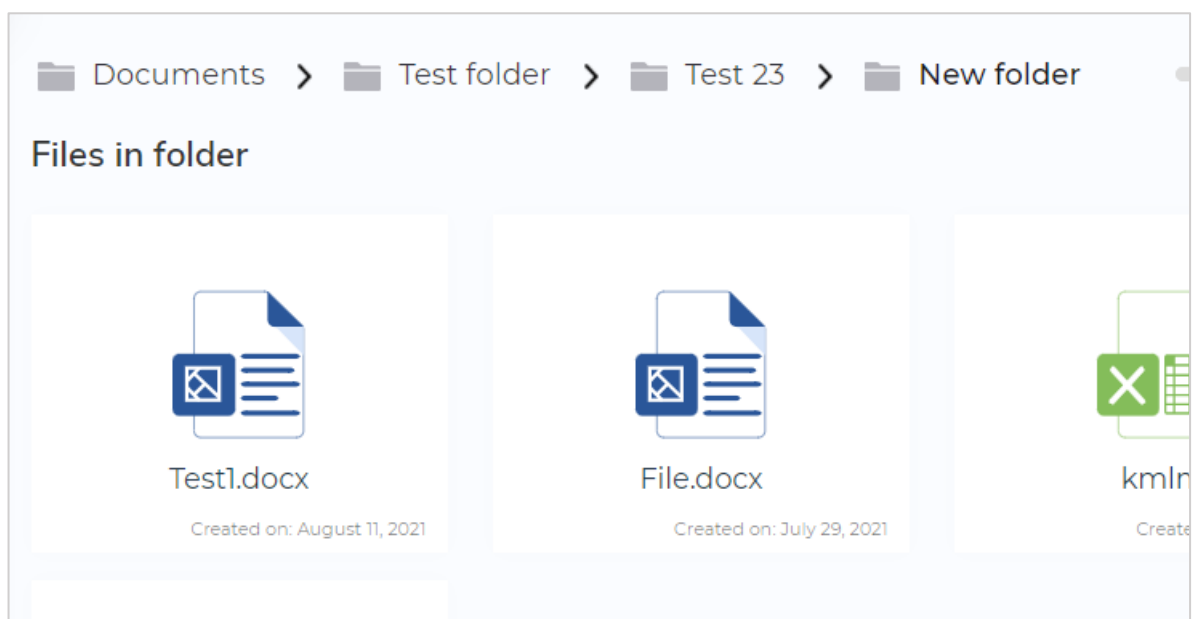 Documents > Test folder > Test 23 > New folder
Files in folder
Test1.docx File.docx
Created on: August 11, 2021 Created on: July 29, 2021